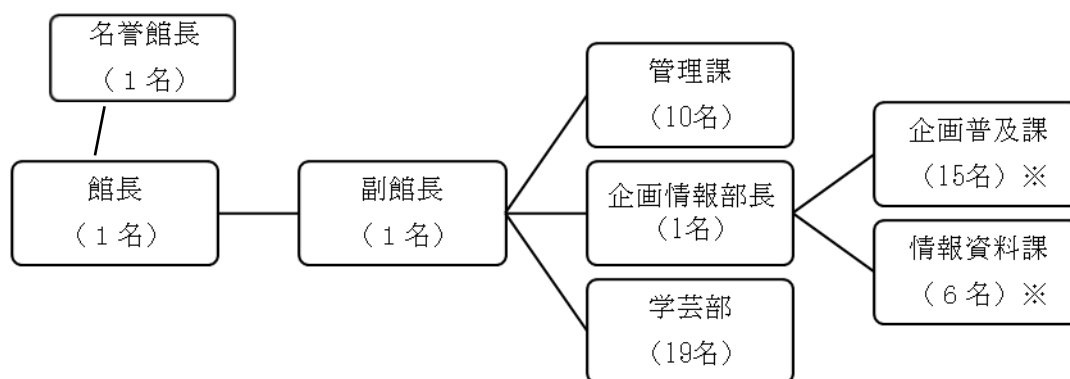 名誉館長
（１名）
館長
（１名）
副館長
（１名）
管理課
（10名）
企画情報部長
（1名）
学芸部
（19名）
企画普及課
（15名）※
情報資料課
（６名）※